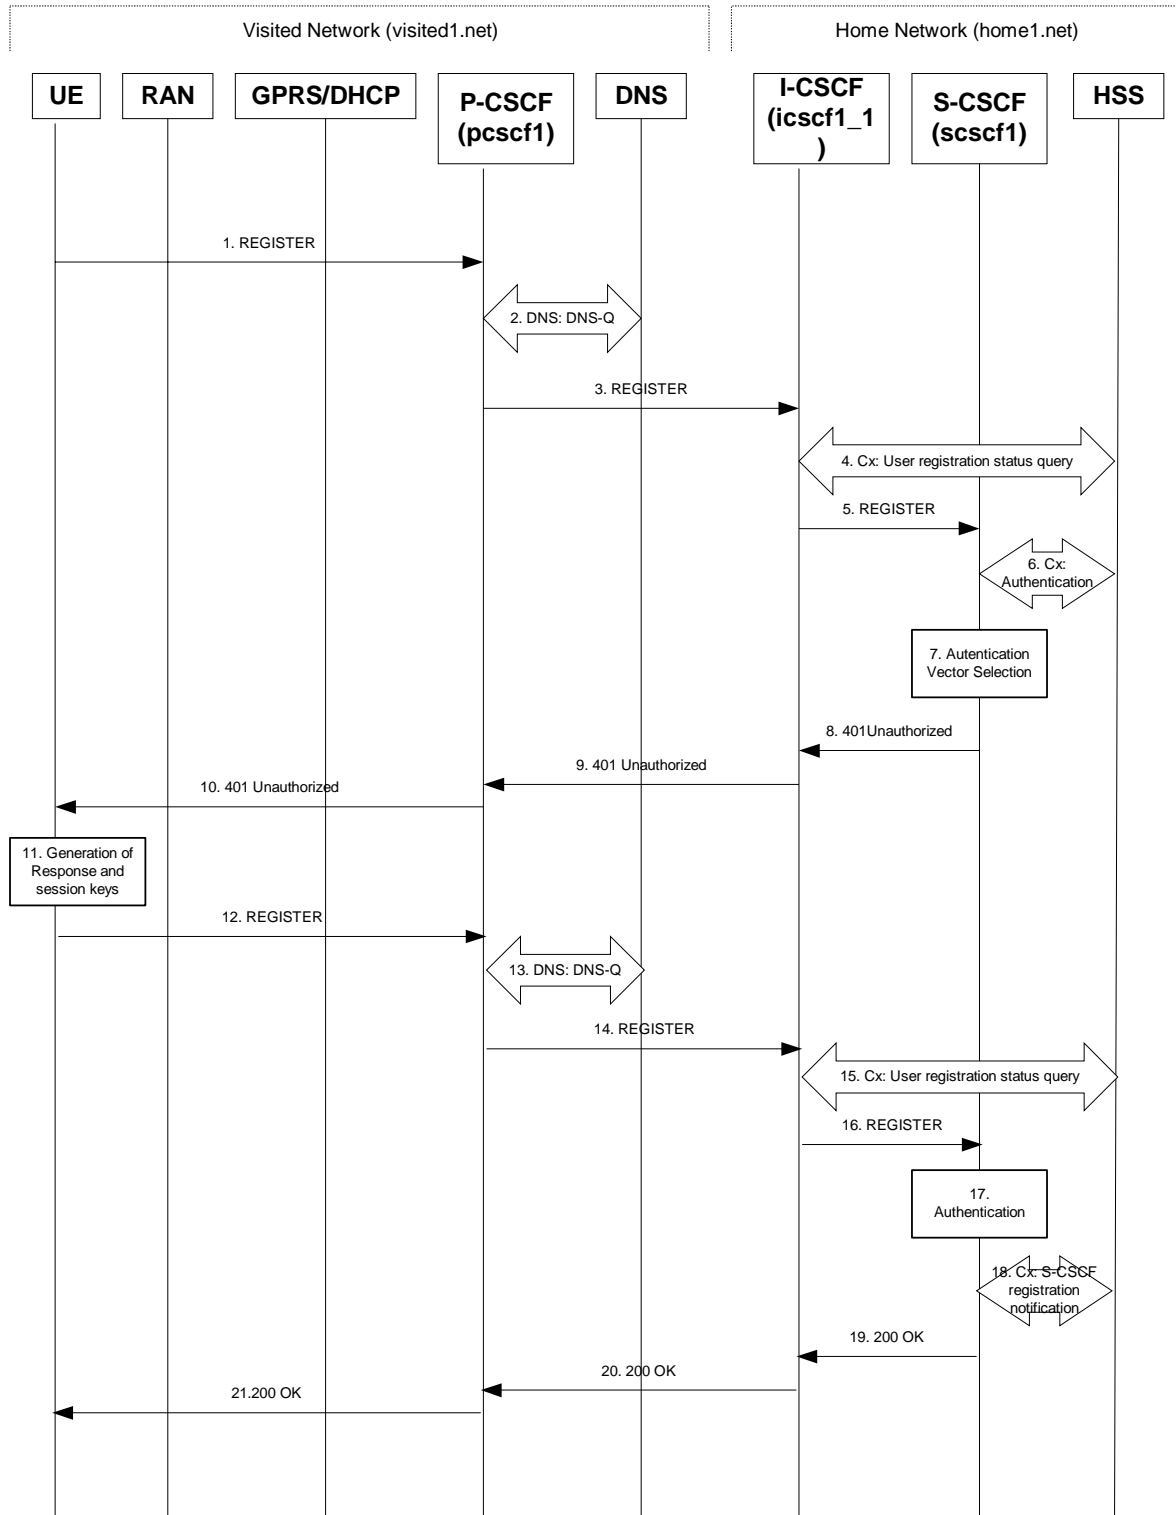 Visited Network (visited1.net)
Home Network (home1.net)
UE
RAN
GPRS/DHCP
P-CSCF
(pcscf1)
DNS
I-CSCF
(icscf1_1
)
S-CSCF
(scscf1)
HSS
1. REGISTER
2. DNS: DNS-Q
3. REGISTER
4. Cx: User registration status query
5. REGISTER
6. Cx:
Authentication
7. Autentication
Vector Selection
8. 401Unauthorized
9. 401 Unauthorized
10. 401 Unauthorized
11. Generation of
Response and
session keys
12. REGISTER
13. DNS: DNS-Q
14. REGISTER
15. Cx: User registration status query
16. REGISTER
17.
Authentication
18. Cx: S-CSCF
registration
notification
19. 200 OK
20. 200 OK
21.200 OK